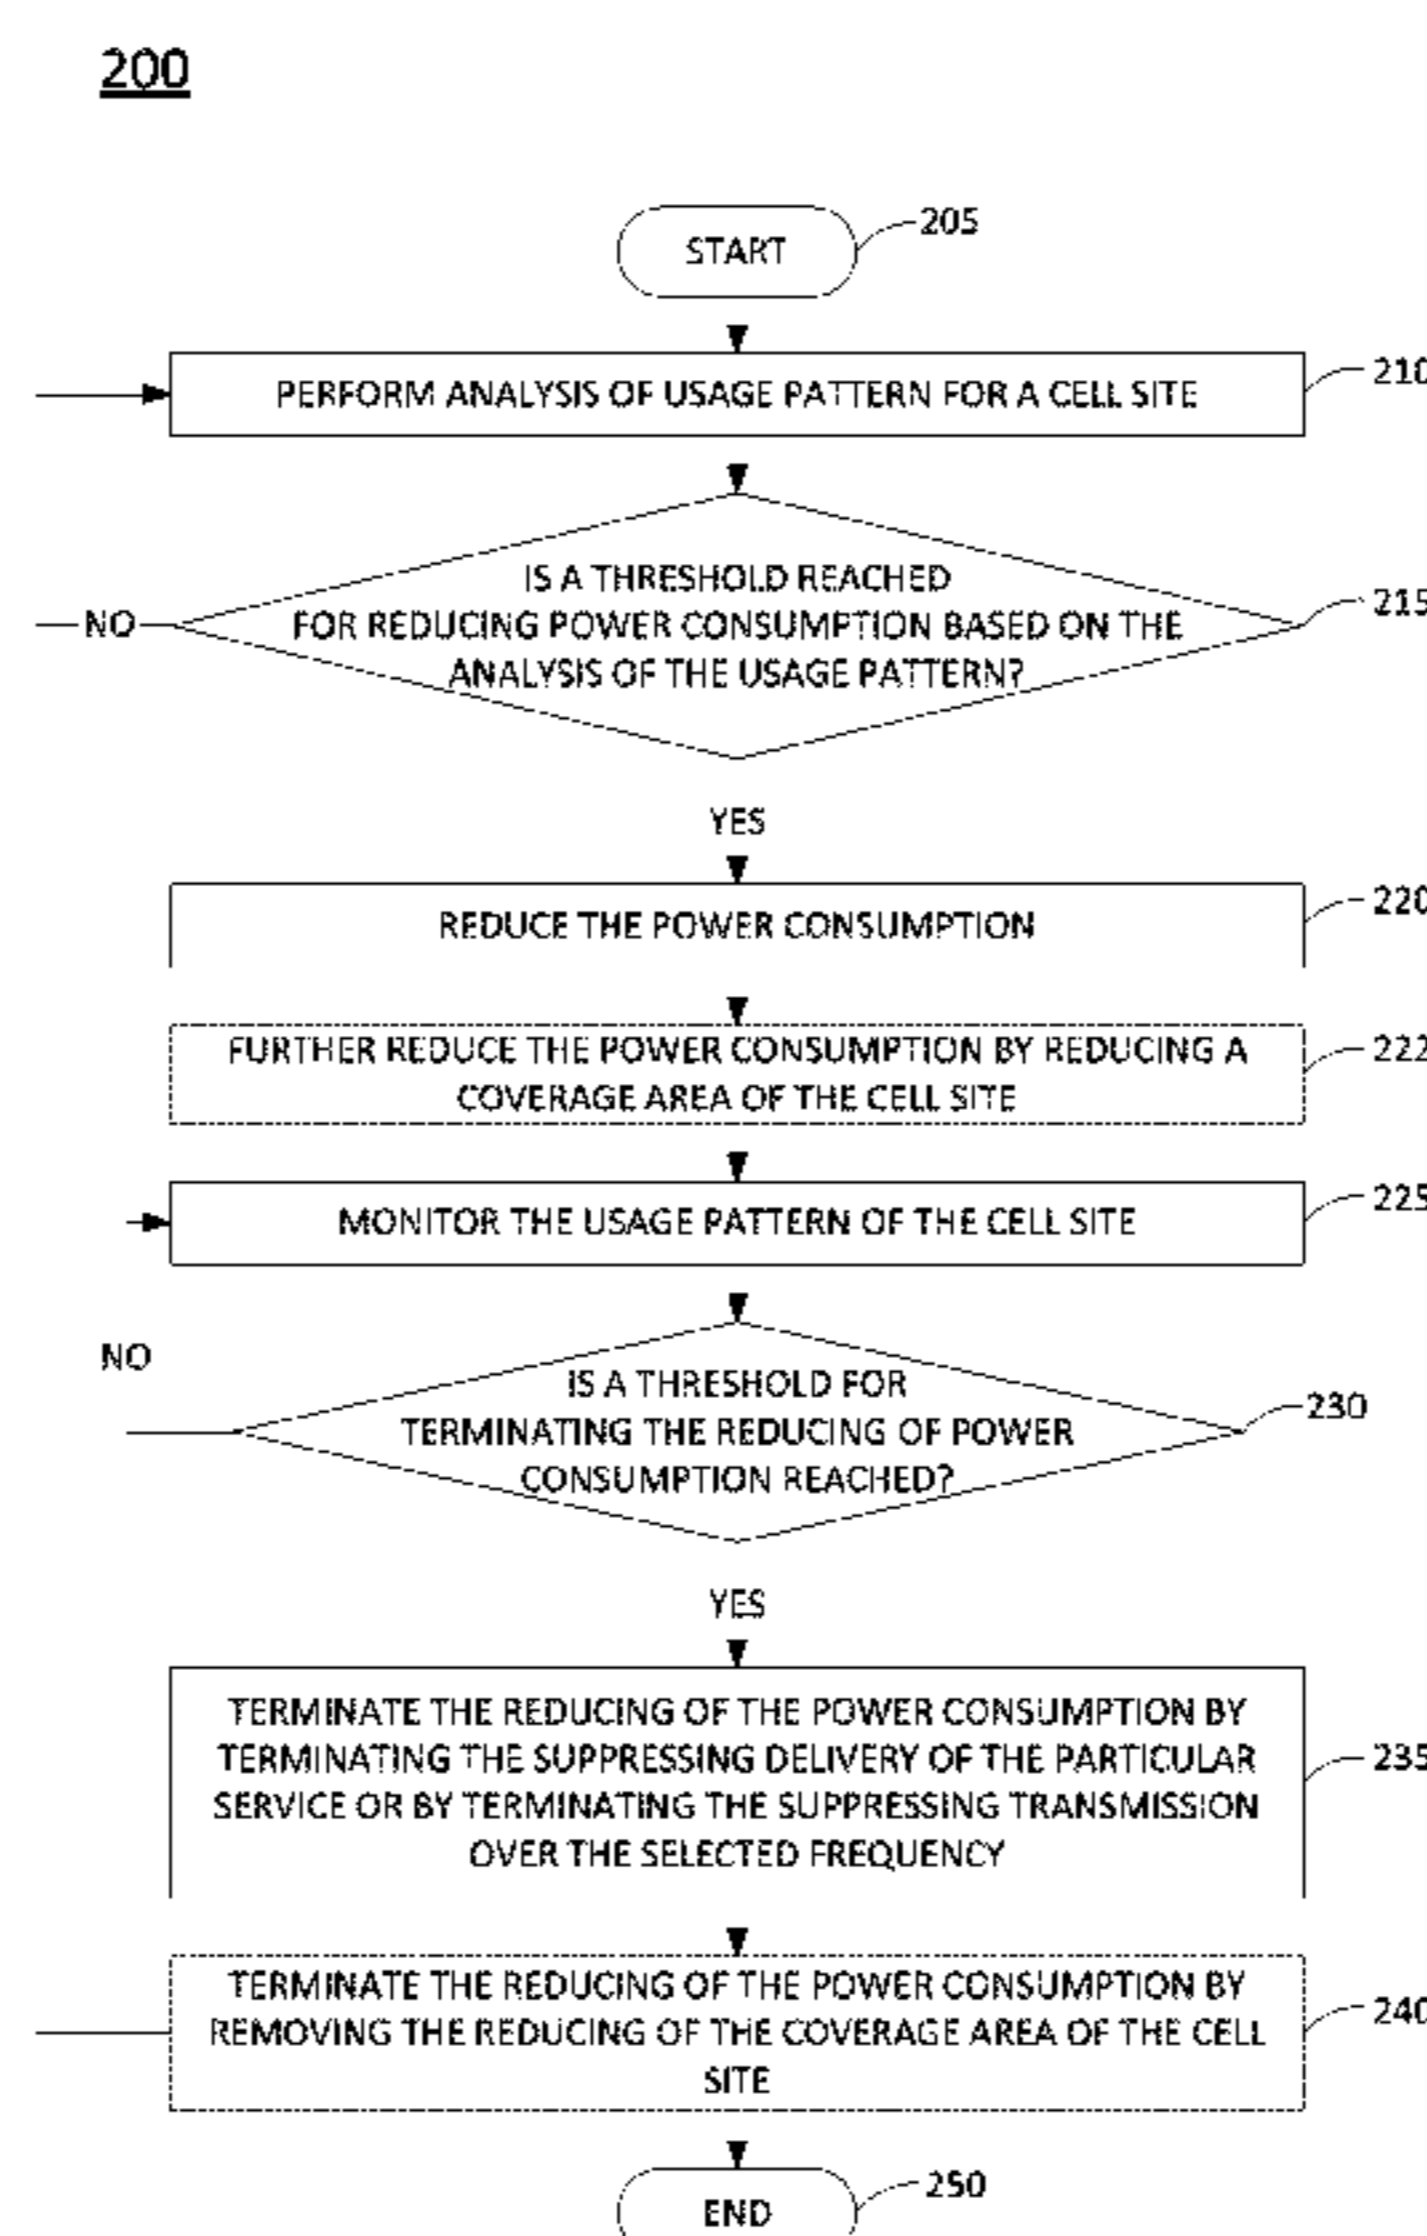 200
START
205
PERFORM ANALYSIS OF USAGE PATTERN FOR A CELL SITE
210
IS A THRESHOLD REACHED
FOR REDUCING POWER CONSUMPTION BASED ON THE
ANALYSIS OF THE USAGE PATTERN?
215
NO
YES
REDUCE THE POWER CONSUMPTION
220
FURTHER REDUCE THE POWER CONSUMPTION BY REDUCING A
COVERAGE AREA OF THE CELL SITE
222
MONITOR THE USAGE PATTERN OF THE CELL SITE
225
NO
IS A THRESHOLD FOR
TERMINATING THE REDUCING OF POWER
CONSUMPTION REACHED?
230
YES
TERMINATE THE REDUCING OF THE POWER CONSUMPTION BY
TERMINATING THE SUPPRESSING DELIVERY OF THE PARTICULAR
SERVICE OR BY TERMINATING THE SUPPRESSING TRANSMISSION
OVER THE SELECTED FREQUENCY
235
TERMINATE THE REDUCING OF THE POWER CONSUMPTION BY
REMOVING THE REDUCING OF THE COVERAGE AREA OF THE CELL
SITE
240
END
250